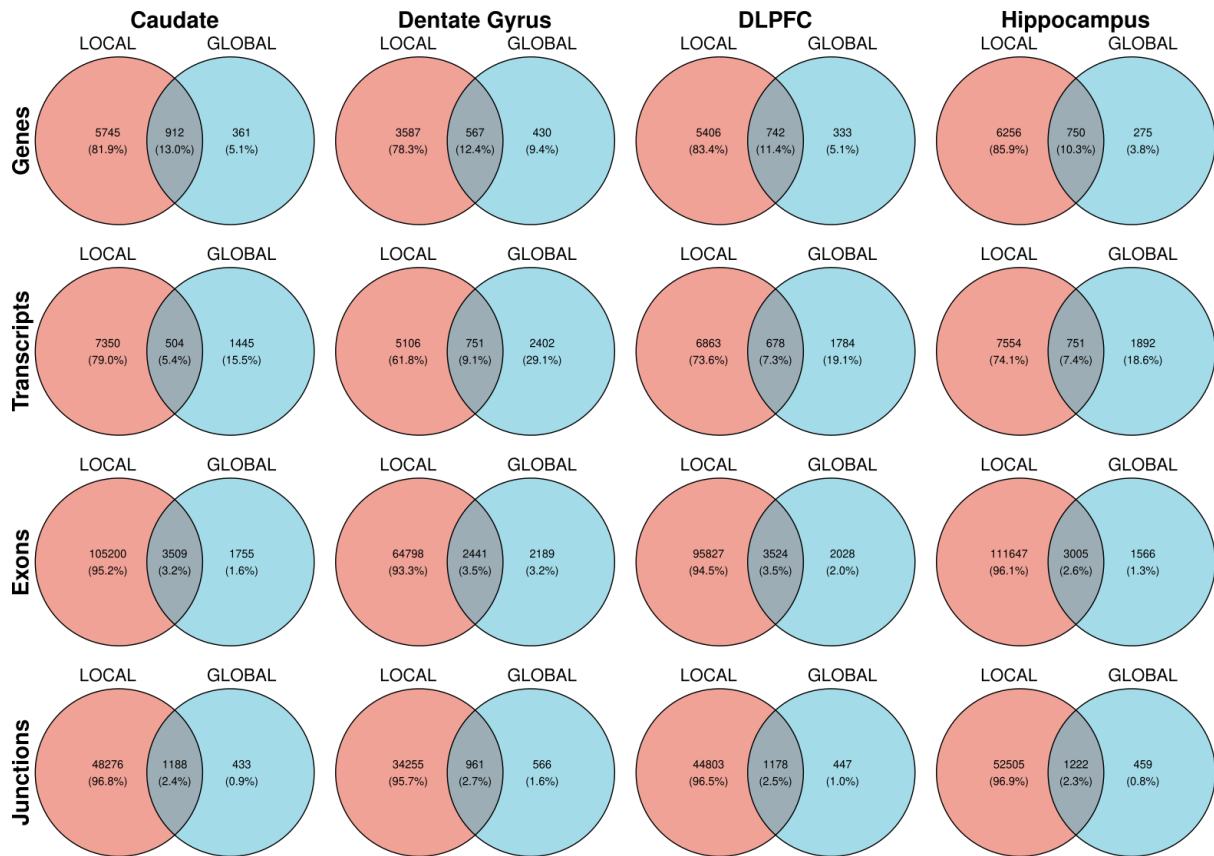 Caudate Dentate Gyrus DLPFC Hippocampus
LOCAL GLOBAL LOCAL GLOBAL LOCAL GLOBAL LOCAL GLOBAL
Genes
5745 912 361 3587 567 430 5406 742 333 6256 750 275
(81.9%) (13.0%) (5.1%) (78.3%) (12.4%) (9.4%) (83.4%) (11.4%) (5.1%) (85.9%) (10.3%) (3.8%)
LOCAL GLOBAL LOCAL GLOBAL LOCAL GLOBAL LOCAL GLOBAL
Transcripts
7350 504 1445 5106 751 2402 6863 678 1784 7554 751 1892
(79.0%) (5.4%) (15.5%) (61.8%) (9.1%) (29.1%) (73.6%) (7.3%) (19.1%) (74.1%) (7.4%) (18.6%)
LOCAL GLOBAL LOCAL GLOBAL LOCAL GLOBAL LOCAL GLOBAL
Exons
105200 3509 1755 64798 2441 2189 95827 3524 2028 111647 3005 1566
(95.2%) (3.2%) (1.6%) (93.3%) (3.5%) (3.2%) (94.5%) (3.5%) (2.0%) (96.1%) (2.6%) (1.3%)
LOCAL GLOBAL LOCAL GLOBAL LOCAL GLOBAL LOCAL GLOBAL
Junctions
48276 1188 433 34255 961 566 44803 1178 447 52505 1222 459
(96.8%) (2.4%) (0.9%) (95.7%) (2.7%) (1.6%) (96.5%) (2.5%) (1.0%) (96.9%) (2.3%) (0.8%)